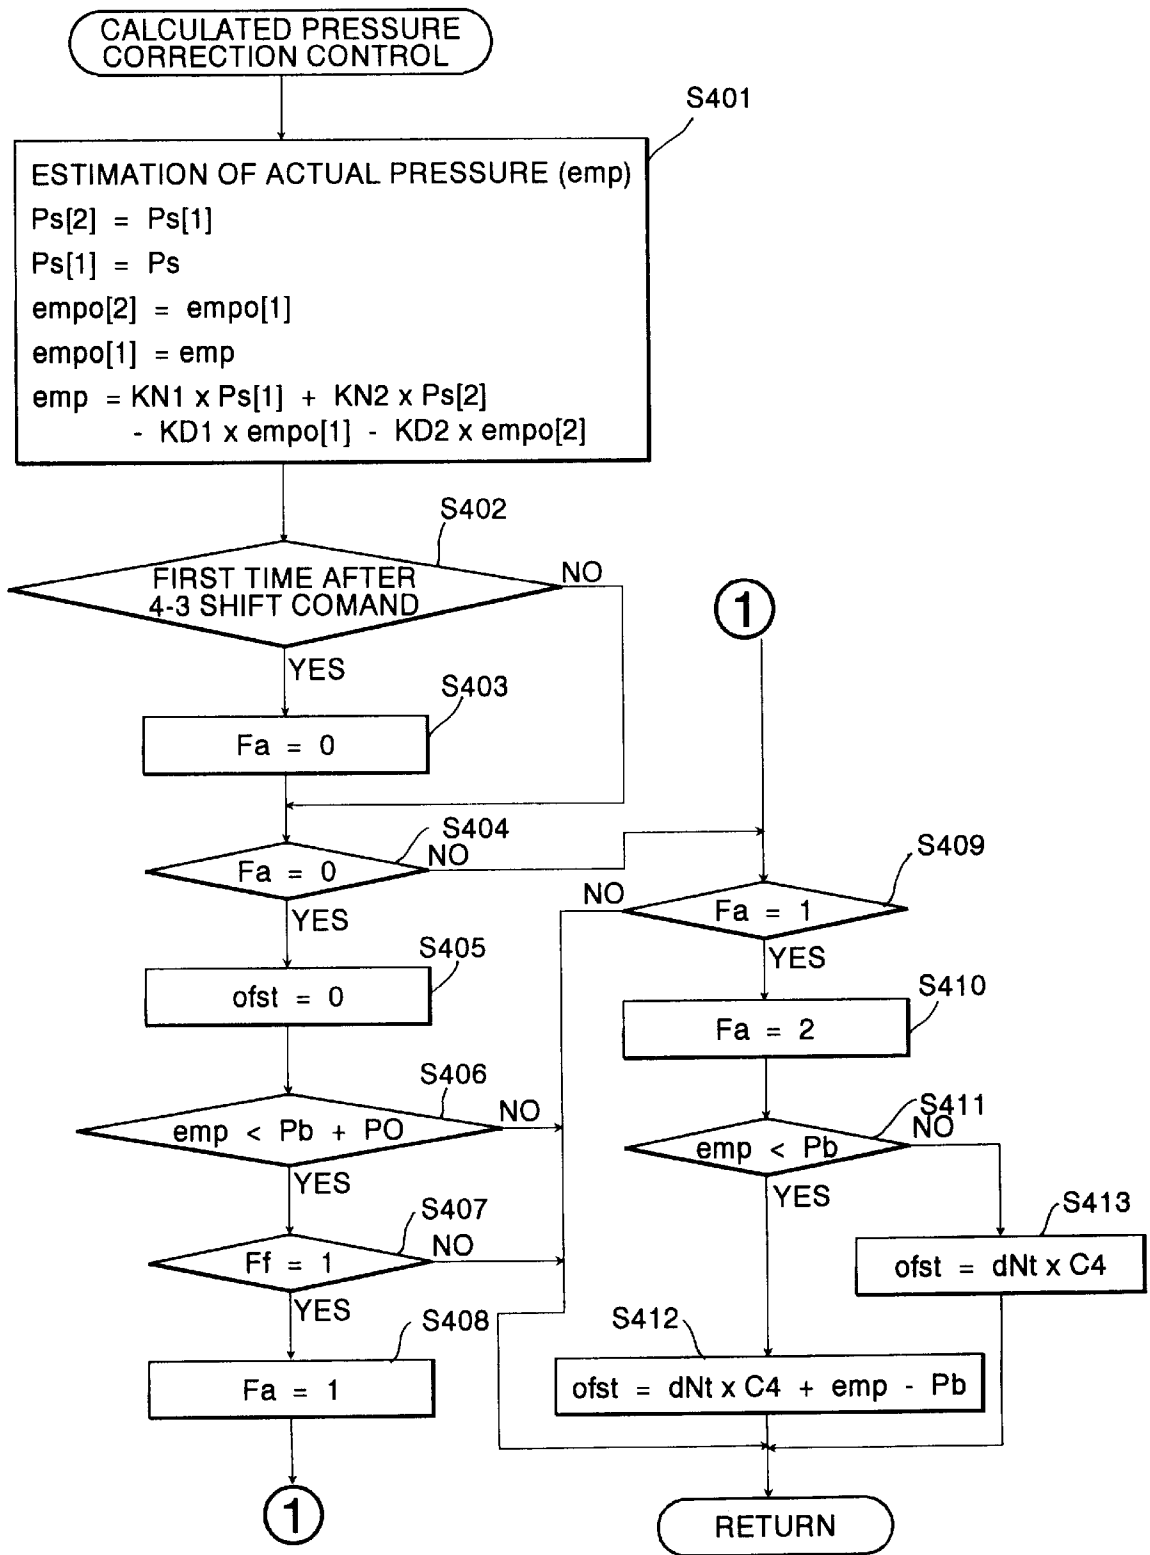 CALCULATED PRESSURE
CORRECTION CONTROL
S401
ESTIMATION OF ACTUAL PRESSURE (emp)
Ps[2] = Ps[1]
Ps[1] = Ps
empo[2] = empo[1]
empo[1] = emp
emp = KN1 x Ps[1] + KN2 x Ps[2]
- KD1 x empo[1] - KD2 x empo[2]
S402
FIRST TIME AFTER
4-3 SHIFT COMAND
NO
YES
S403
Fa = 0
S404
Fa = 0
NO
YES
S405
ofst = 0
S406
emp < Pb + PO
NO
YES
S407
Ff = 1
NO
YES
S408
Fa = 1
1
1
S409
NO
Fa = 1
YES
S410
Fa = 2
S411
emp < Pb
NO
YES
S413
ofst = dNt x C4
S412
ofst = dNt x C4 + emp - Pb
RETURN